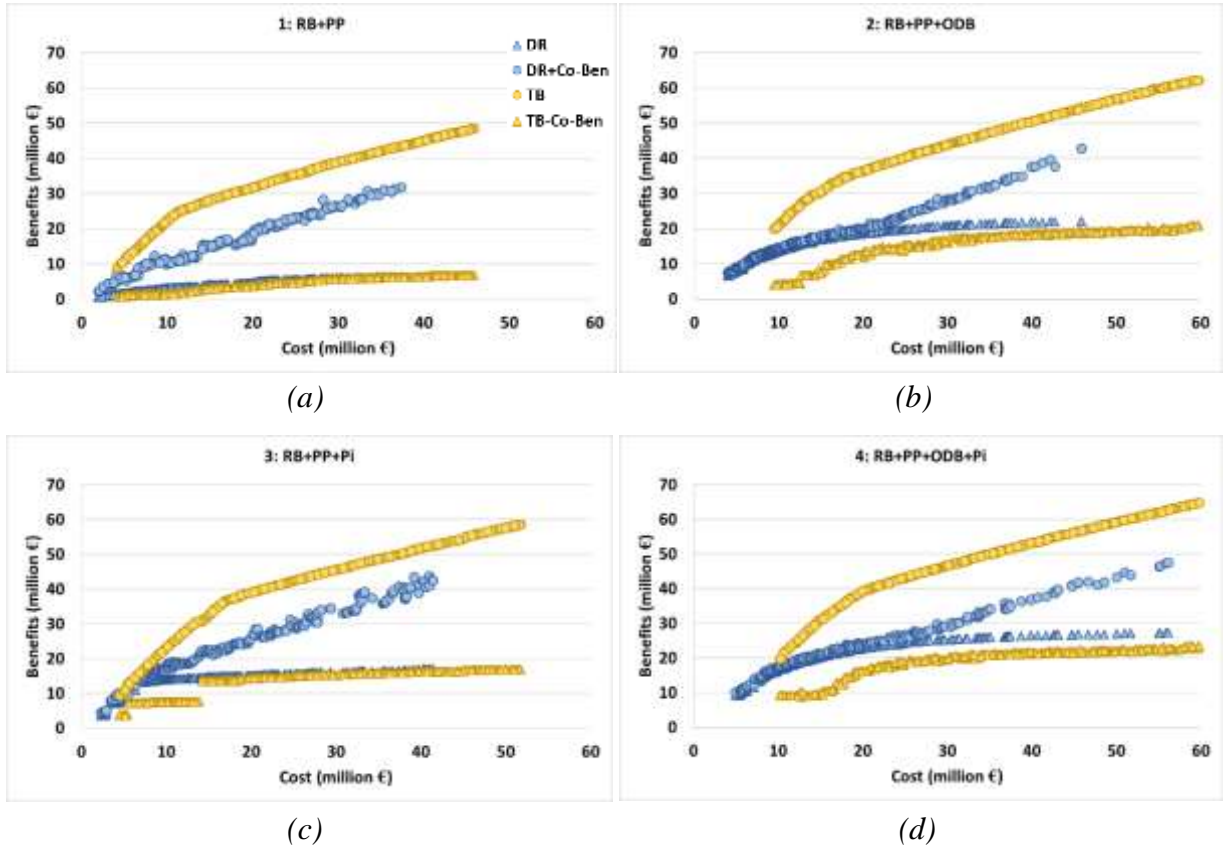 1: RB+PP
70
60
50
40
30
20
10
0
0 10 20 30 40 50 60
Benefits (million €)
Cost (million €)
DR
DR+Co-Ben
TB
TB-Co-Ben
(a)
2: RB+PP+ODB
70
60
50
40
30
20
10
0
0 10 20 30 40 50 60
Benefits (million €)
Cost (million €)
(b)
3: RB+PP+Pi
70
60
50
40
30
20
10
0
0 10 20 30 40 50 60
Benefits (million €)
Cost (million €)
(c)
4: RB+PP+ODB+Pi
70
60
50
40
30
20
10
0
0 10 20 30 40 50 60
Benefits (million €)
Cost (million €)
(d)